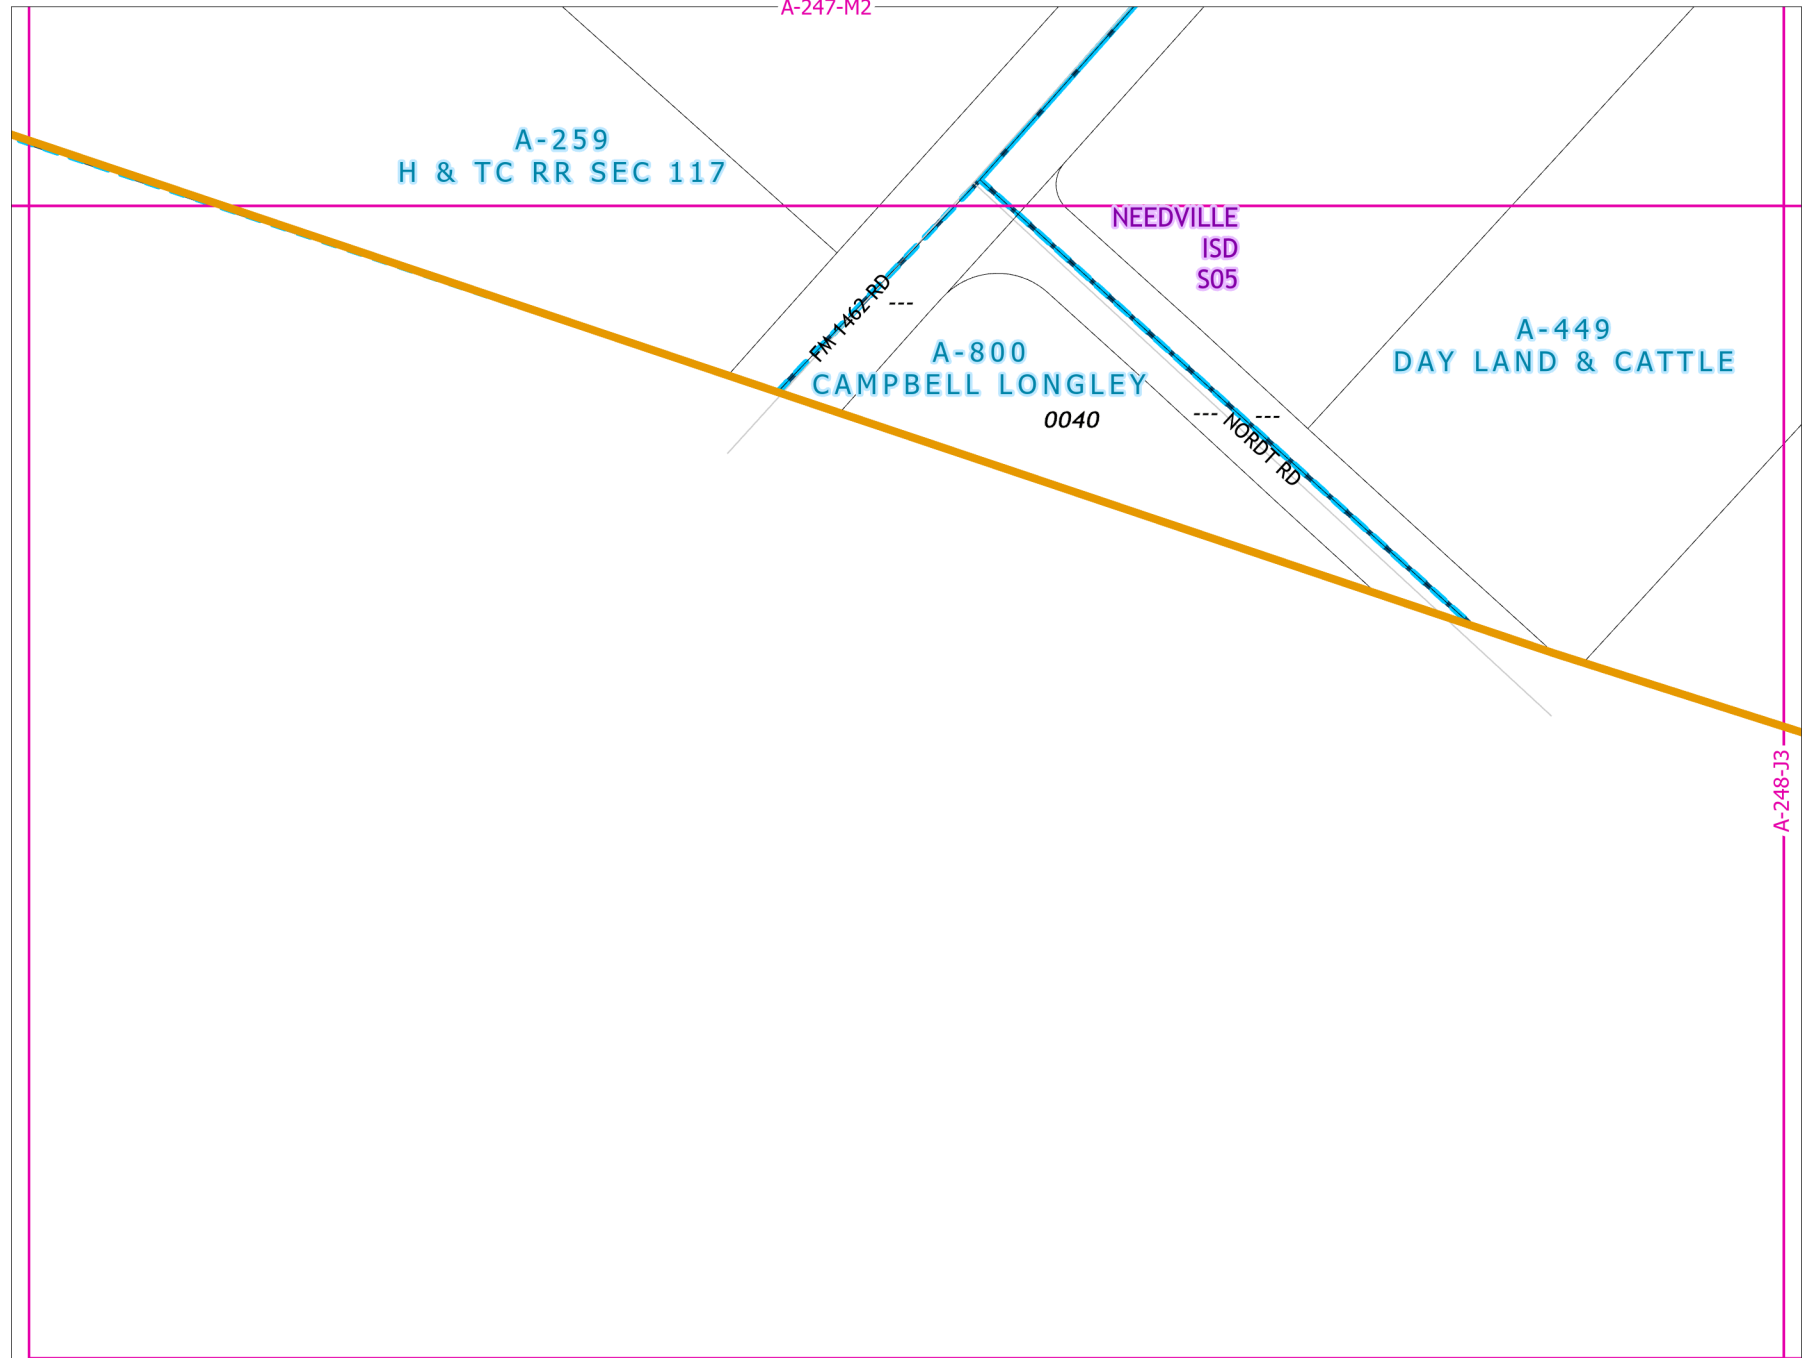 A-247-M2
A-259
H & TC RR SEC 117
NEEDVILLE
ISD
S05
FM 1462 RD
---
A-800
CAMPBELL LONGLEY
0040
A-449
DAY LAND & CATTLE
--- ---
NORDT RD
A-248-J3